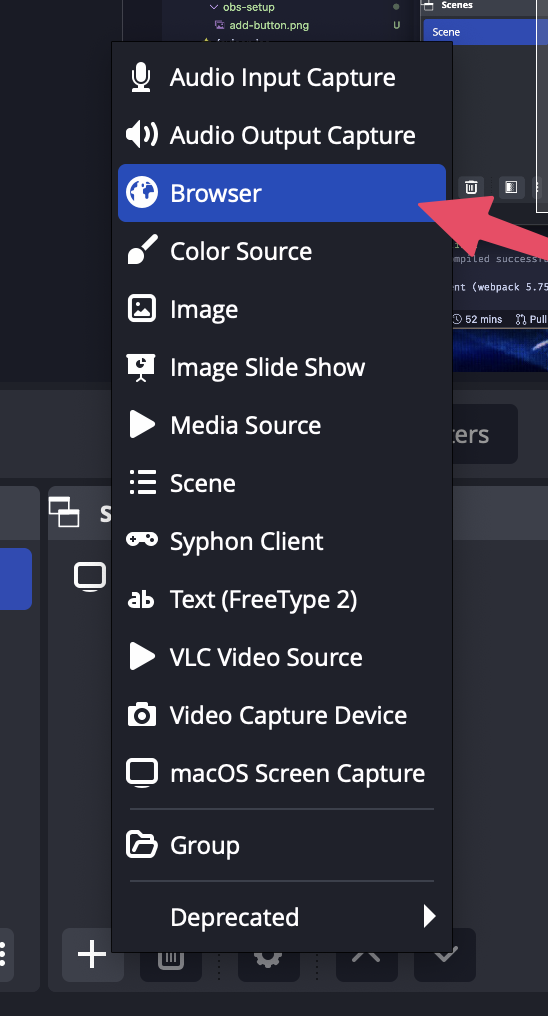 obs-setup
add-button.png
U
Scenes
Scene
Audio Input Capture
Audio Output Capture
Browser
Color Source
Image
Image Slide Show
Media Source
Scene
Syphon Client
ab Text (FreeType 2)
VLC Video Source
Video Capture Device
macOS Screen Capture
Group
Deprecated
mpiled successf
ent (webpack 5.75
52 mins
Pull
ters
S